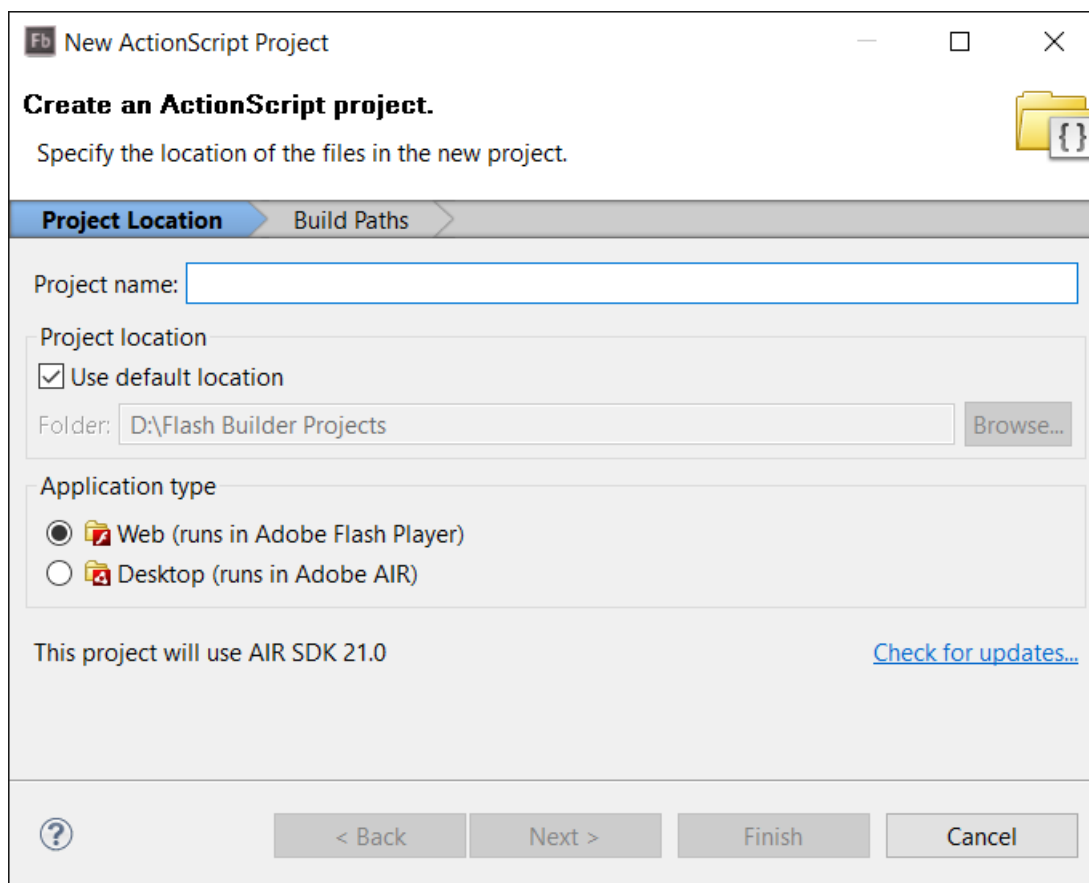 Fb New ActionScript Project
Create an ActionScript project.
{}
Specify the location of the files in the new project.
Project Location Build Paths
Project name:
Project location
Use default location
Folder: D:\Flash Builder Projects Browse...
Application type
Web (runs in Adobe Flash Player)
Desktop (runs in Adobe AIR)
This project will use AIR SDK 21.0 Check for updates...
? < Back Next > Finish Cancel